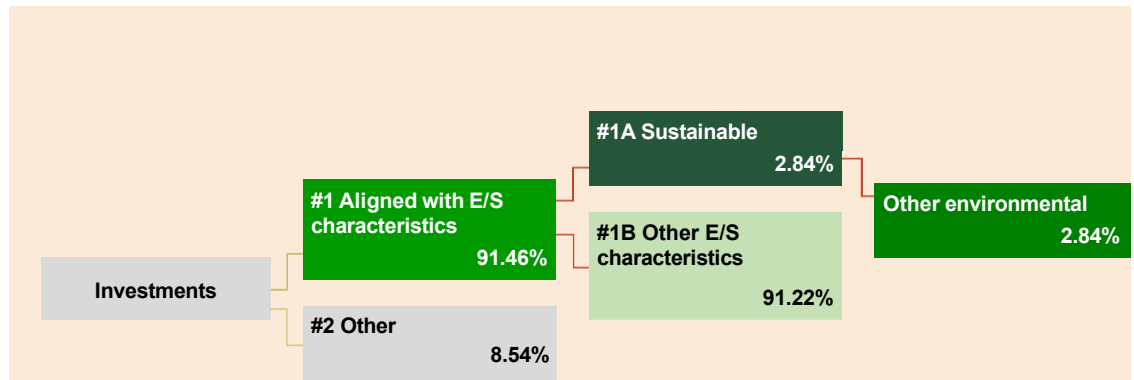 Investments
#1 Aligned with E/S
characteristics
91.46%
#2 Other
8.54%
#1A Sustainable
2.84%
#1B Other E/S
characteristics
91.22%
Other environmental
2.84%